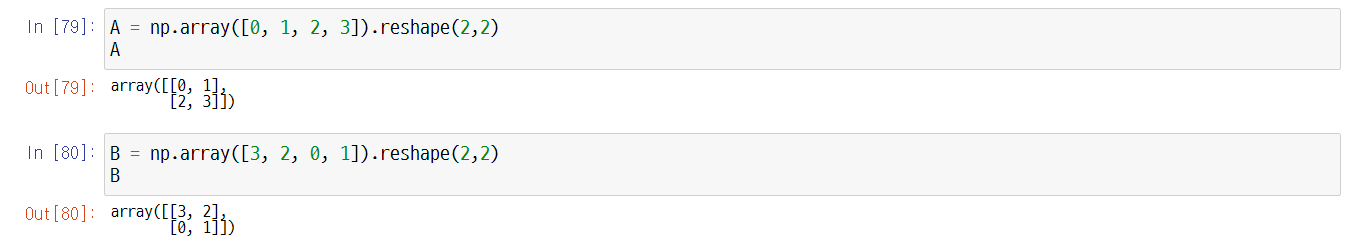 In [79]: A = np.array([0, 1, 2, 3]).reshape(2,2)
A
Out[79]: array([[0, 1],
[2, 3]])
In [80]: B = np.array([3, 2, 0, 1]).reshape(2,2)
B
Out[80]: array([[3, 2],
[0, 1]])